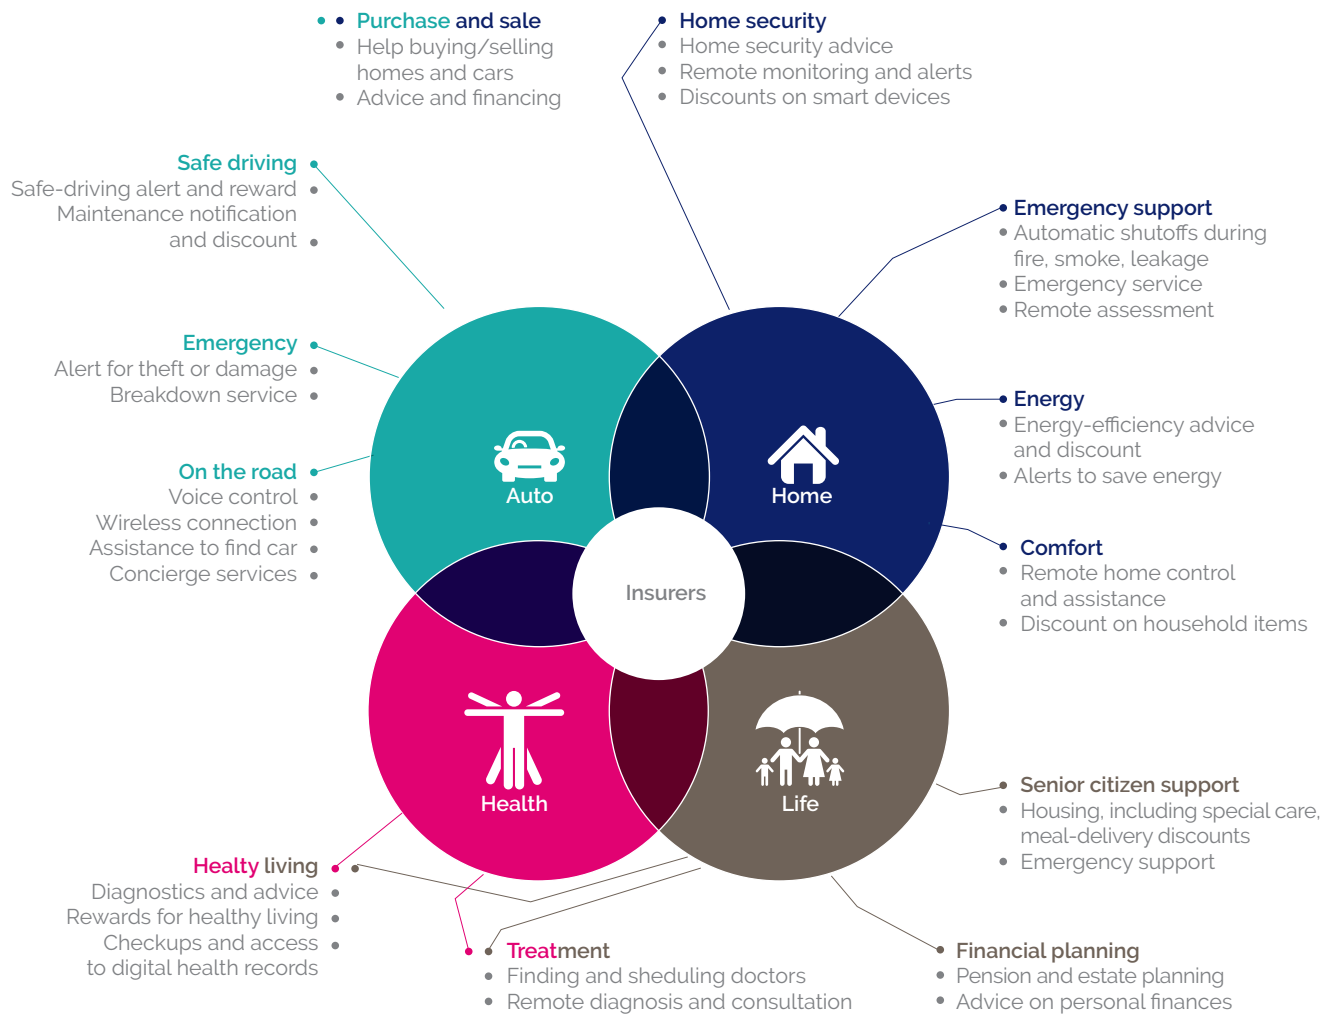 Purchase and sale
Help buying/selling
homes and cars
Advice and financing
Home security
Home security advice
Remote monitoring and alerts
Discounts on smart devices
Safe driving
Safe-driving alert and reward
Maintenance notification
and discount
Emergency support
Automatic shutoffs during
fire, smoke, leakage
Emergency service
Remote assessment
Emergency
Alert for theft or damage
Breakdown service
Energy
Energy-efficiency advice
and discount
Alerts to save energy
On the road
Voice control
Wireless connection
Assistance to find car
Concierge services
Auto
Home
Comfort
Remote home control
and assistance
Discount on household items
Insurers
Health
Life
Senior citizen support
Housing, including special care,
meal-delivery discounts
Emergency support
Healty living
Diagnostics and advice
Rewards for healthy living
Checkups and access
to digital health records
Treatment
Finding and sheduling doctors
Remote diagnosis and consultation
Financial planning
Pension and estate planning
Advice on personal finances